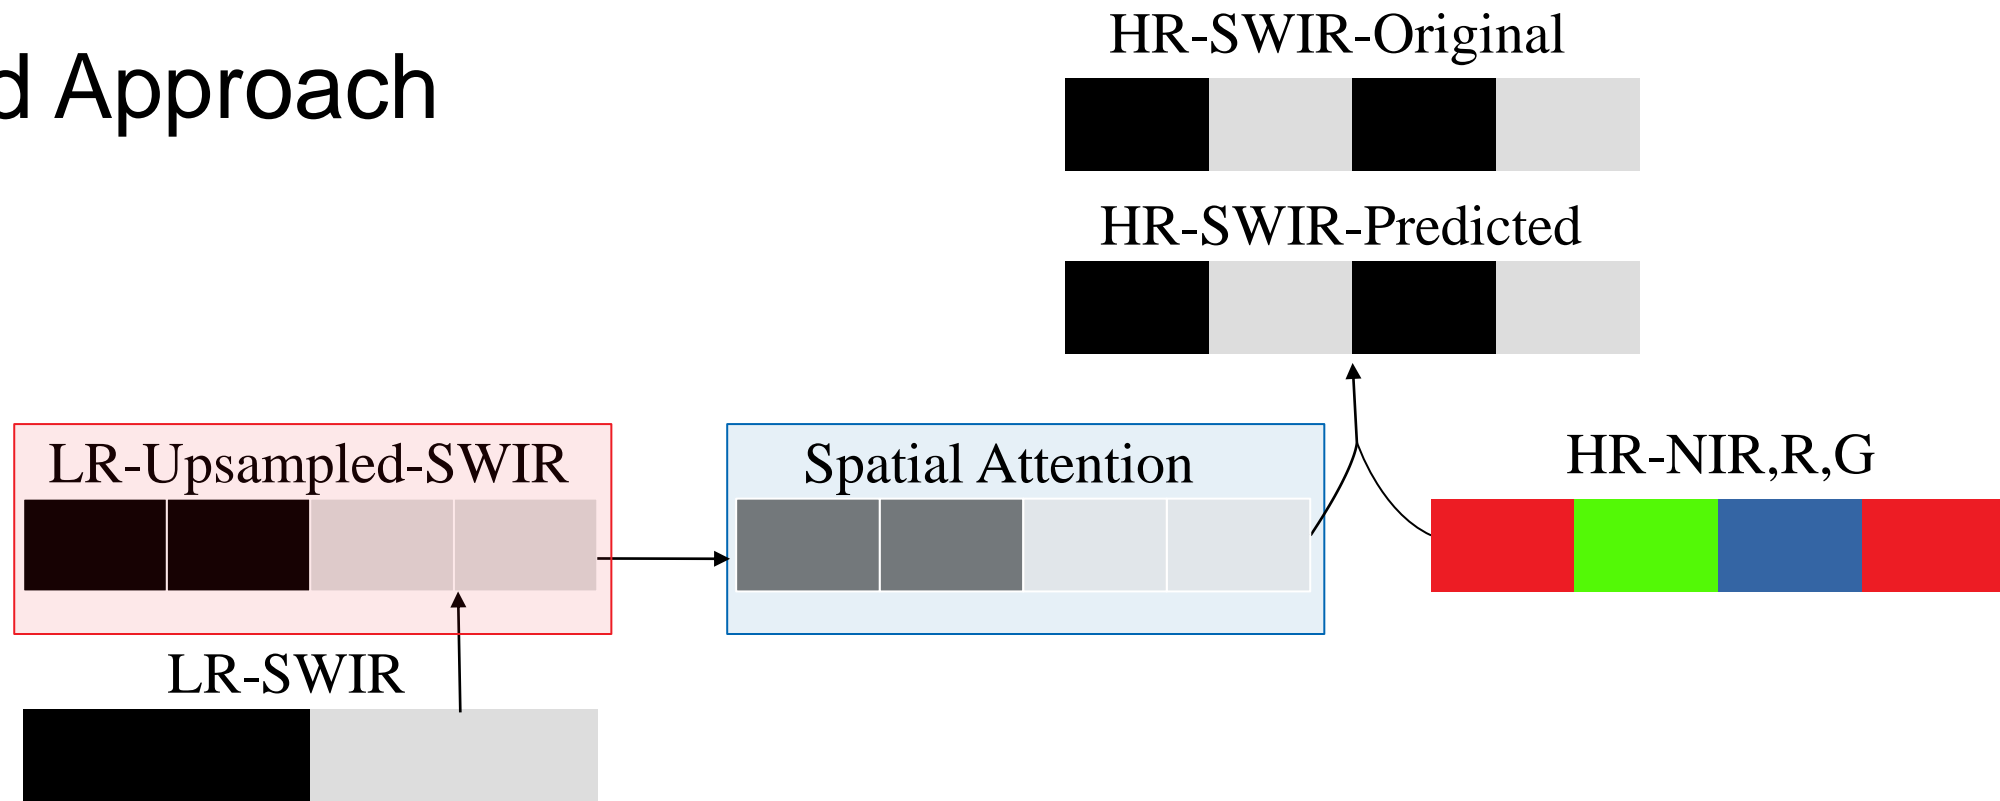 HR-SWIR-Original
Approach
HR-SWIR-Predicted
LR-Upsampled-SWIR
Spatial Attention
HR-NIR,R,G
LR-SWIR